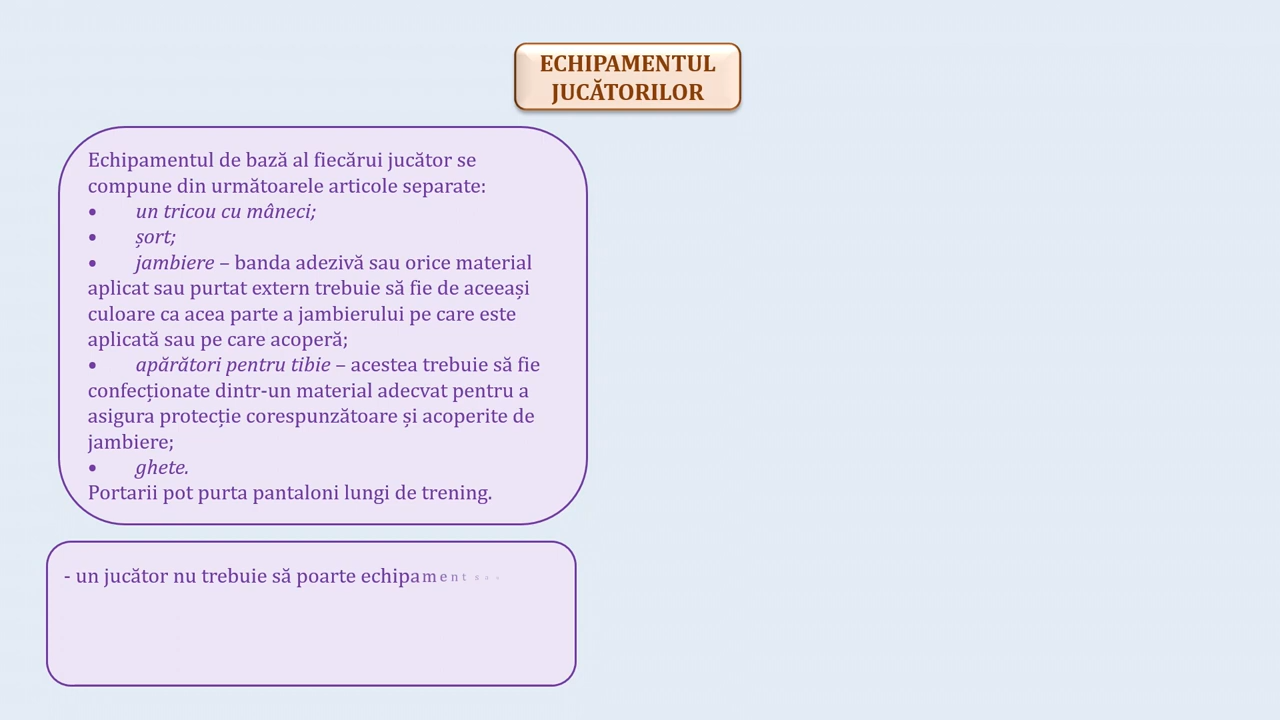 ECHIPAMENTUL
JUCĂTORILOR
Echipamentul de bază al fiecărui jucător se
compune din următoarele articole separate:
• un tricou cu mâneci;
• șort;
• jambiere – banda adezivă sau orice material
aplicat sau purtat extern trebuie să fie de aceeași
culoare ca acea parte a jambierului pe care este
aplicată sau pe care acoperă;
• apărători pentru tibie – acestea trebuie să fie
confecționate dintr-un material adecvat pentru a
asigura protecție corespunzătoare și acoperite de
jambiere;
• ghete.
Portarii pot purta pantaloni lungi de trening.
- un jucător nu trebuie să poarte echipament